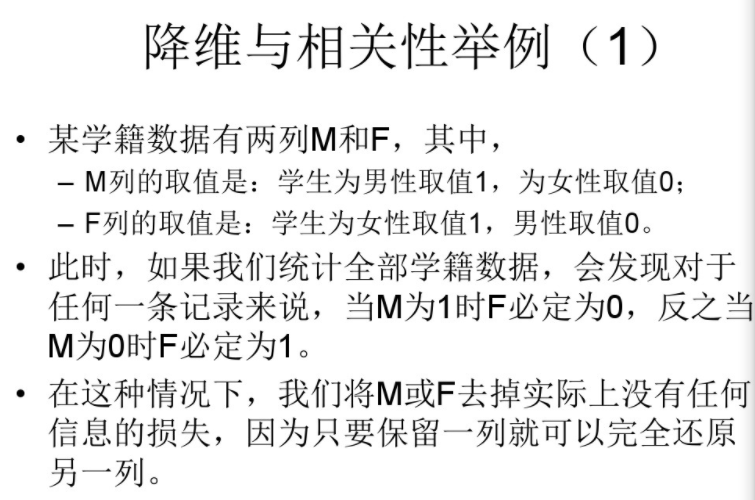 降维与相关性举例（1）
• 某学籍数据有两列M和F，其中，
– M列的取值是：学生为男性取值1，为女性取值0；
– F列的取值是：学生为女性取值1，男性取值0。
• 此时，如果我们统计全部学籍数据，会发现对于
任何一条记录来说，当M为1时F必定为0，反之当
M为0时F必定为1。
• 在这种情况下，我们将M或F去掉实际上没有任何
信息的损失，因为只要保留一列就可以完全还原
另一列。